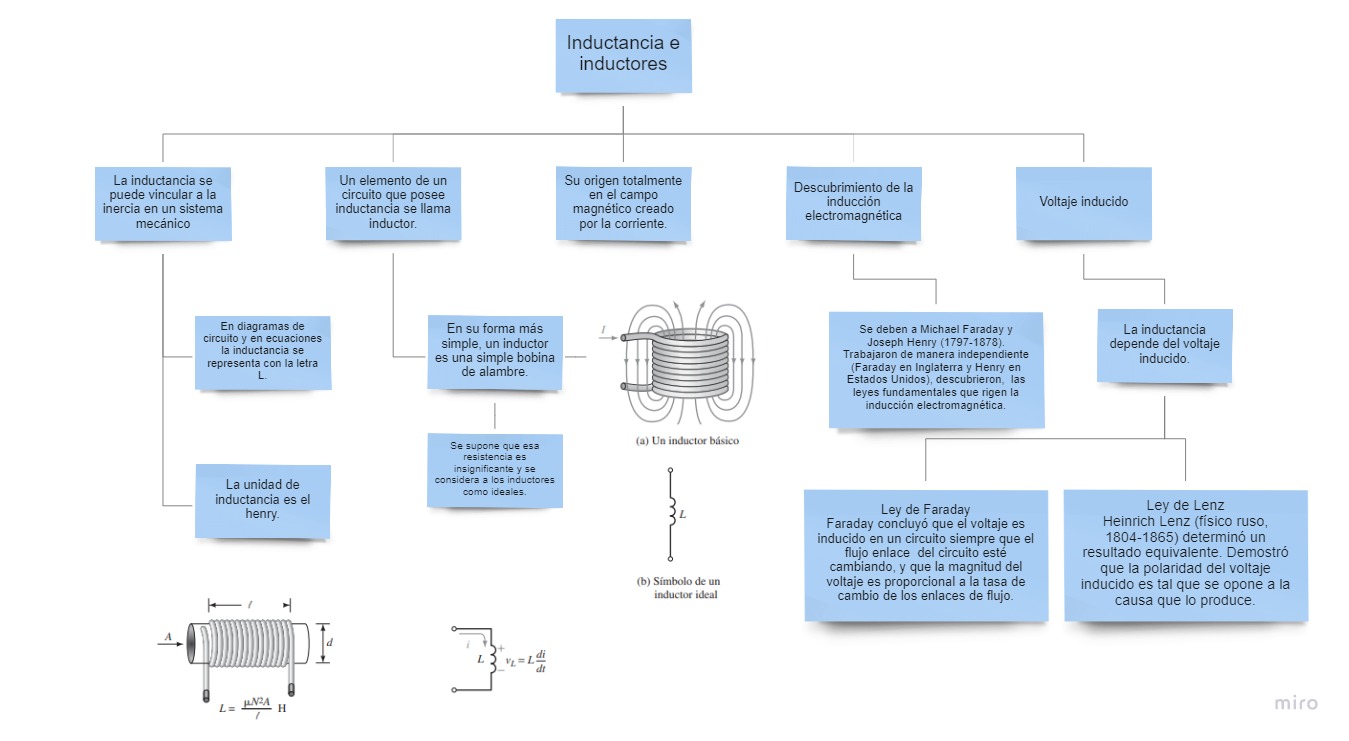 Inductancia e
inductores
La inductancia se
puede vincular a la
inercia en un sistema
mecánico
Un elemento de un
circuito que posee
inductancia se llama
inductor.
Su origen totalmente
en el campo
magnético creado
por la corriente.
Descubrimiento de la
inducción
electromagnética
Voltaje inducido
En diagramas de
circuito y en ecuaciones
la inductancia se
representa con la letra
L.
En su forma más
simple, un inductor
es una simple bobina
de alambre.
I
(a) Un inductor básico
Se deben a Michael Faraday y
Joseph Henry (1797-1878).
Trabajaron de manera independiente
(Faraday en Inglaterra y Henry en
Estados Unidos), descubrieron, las
leyes fundamentales que rigen la
inducción electromagnética.
La inductancia
depende del voltaje
inducido.
La unidad de
inductancia es el
henry.
Se supone que esa
resistencia es
insignificante y se
considera a los inductores
como ideales.
L
(b) Símbolo de un
inductor ideal
Ley de Faraday
Faraday concluyó que el voltaje es
inducido en un circuito siempre que el
flujo enlace del circuito esté
cambiando, y que la magnitud del
voltaje es proporcional a la tasa de
cambio de los enlaces de flujo.
Ley de Lenz
Heinrich Lenz (físico ruso,
1804-1865) determinó un
resultado equivalente. Demostró
que la polaridad del voltaje
inducido es tal que se opone a la
causa que lo produce.
l
A
d
L = μN²A/l H
i
L
+
−
vL = L di/dt
miro